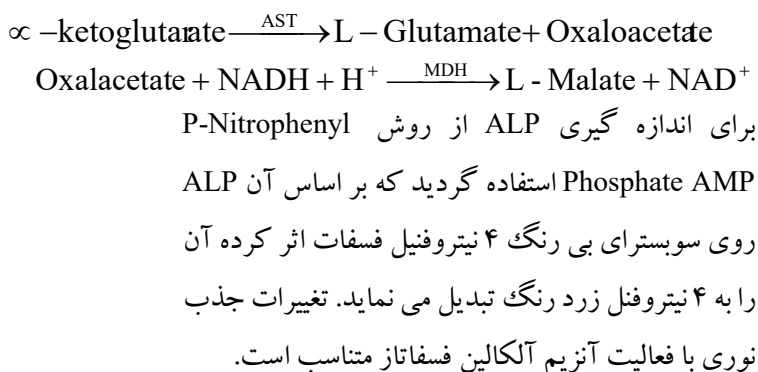 ∝ −ketoglutarate ──AST──→ L − Glutamate+ Oxaloacetate
Oxalacetate + NADH + H⁺ ──MDH──→ L - Malate + NAD⁺
برای اندازه گیری ALP از روش P-Nitrophenyl
Phosphate AMP استفاده گردید که بر اساس آن ALP
روی سوبسترای بی رنگ ۴ نیتروفنیل فسفات اثر کرده آن
را به ۴ نیتروفنل زرد رنگ تبدیل می نماید. تغییرات جذب
نوری با فعالیت آنزیم آلکالین فسفاتاز متناسب است.